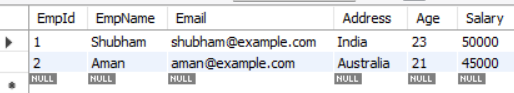 EmpId EmpName Email Address Age Salary
1 Shubham shubham@example.com India 23 50000
2 Aman aman@example.com Australia 21 45000
NULL NULL NULL NULL NULL NULL